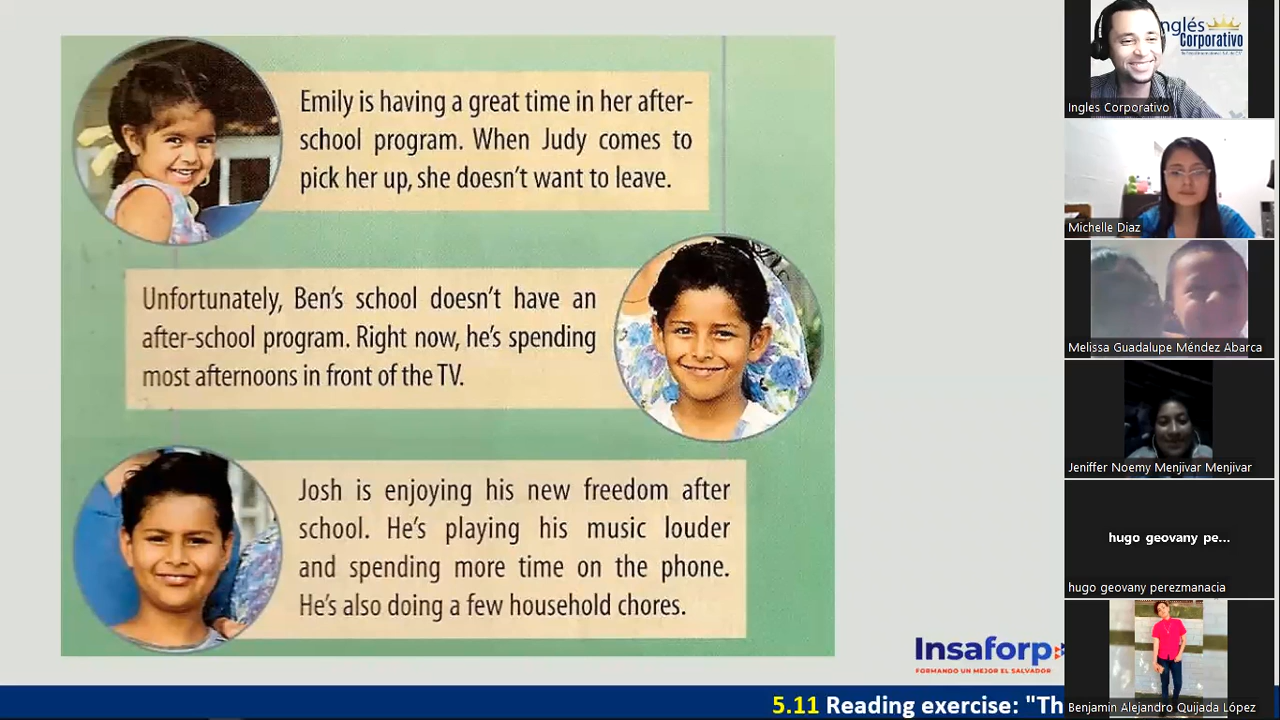 Emily is having a great time in her after-
school program. When Judy comes to
pick her up, she doesn't want to leave.
Unfortunately, Ben's school doesn't have an
after-school program. Right now, he's spending
most afternoons in front of the TV.
Josh is enjoying his new freedom after
school. He's playing his music louder
and spending more time on the phone.
He's also doing a few household chores.
Insaforp
FORMANDO UN MEJOR EL SALVADOR
5.11 Reading exercise: "Th
nglés
Corporativo
Ingles Corporativo
Michelle Díaz
Melissa Guadalupe Méndez Abarca
Jeniffer Noemy Menjivar Menjivar
hugo geovany pe...
hugo geovany perezmanacia
Benjamin Alejandro Quijada López